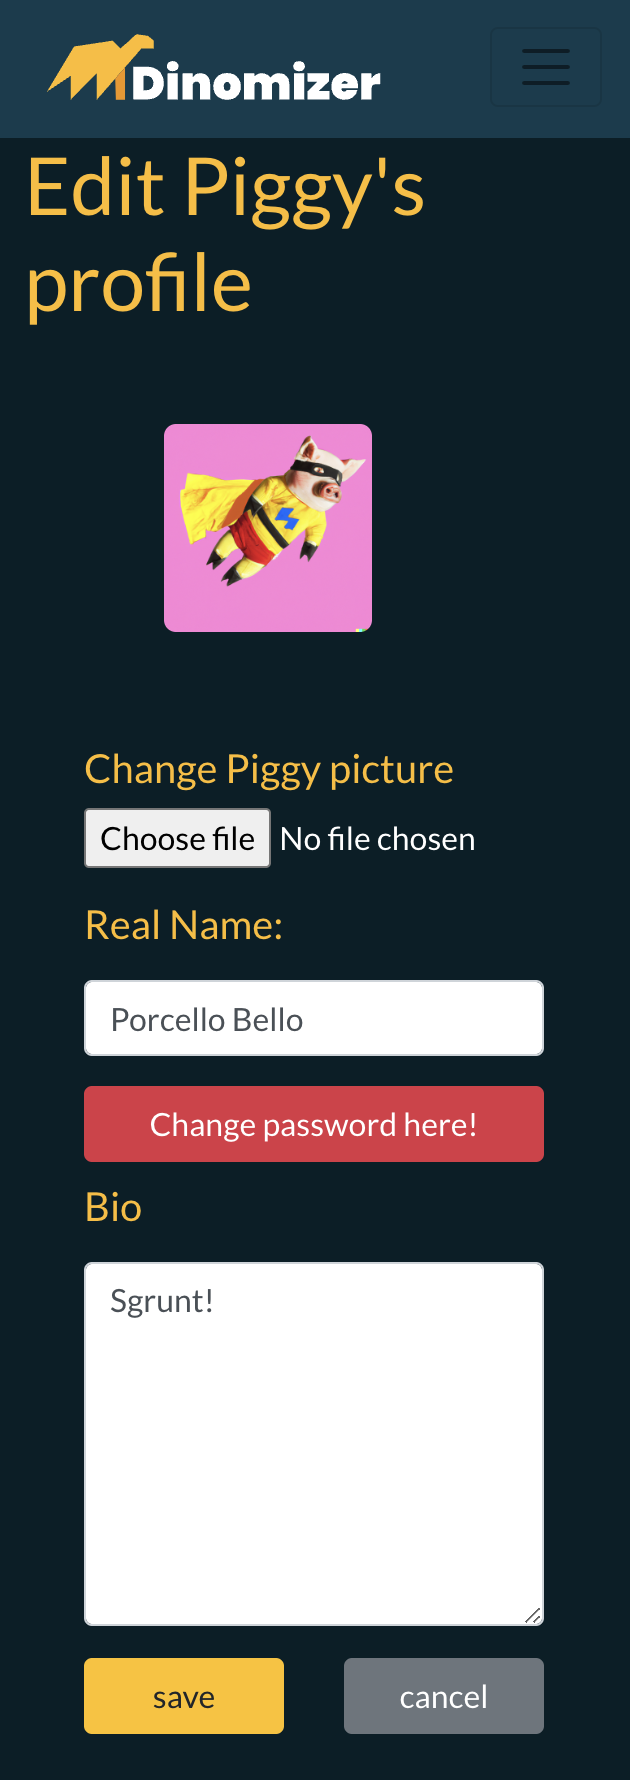 Dinomizer
Edit Piggy's
profile
Change Piggy picture
Choose file No file chosen
Real Name:
Porcello Bello
Change password here!
Bio
Sgrunt!
save cancel